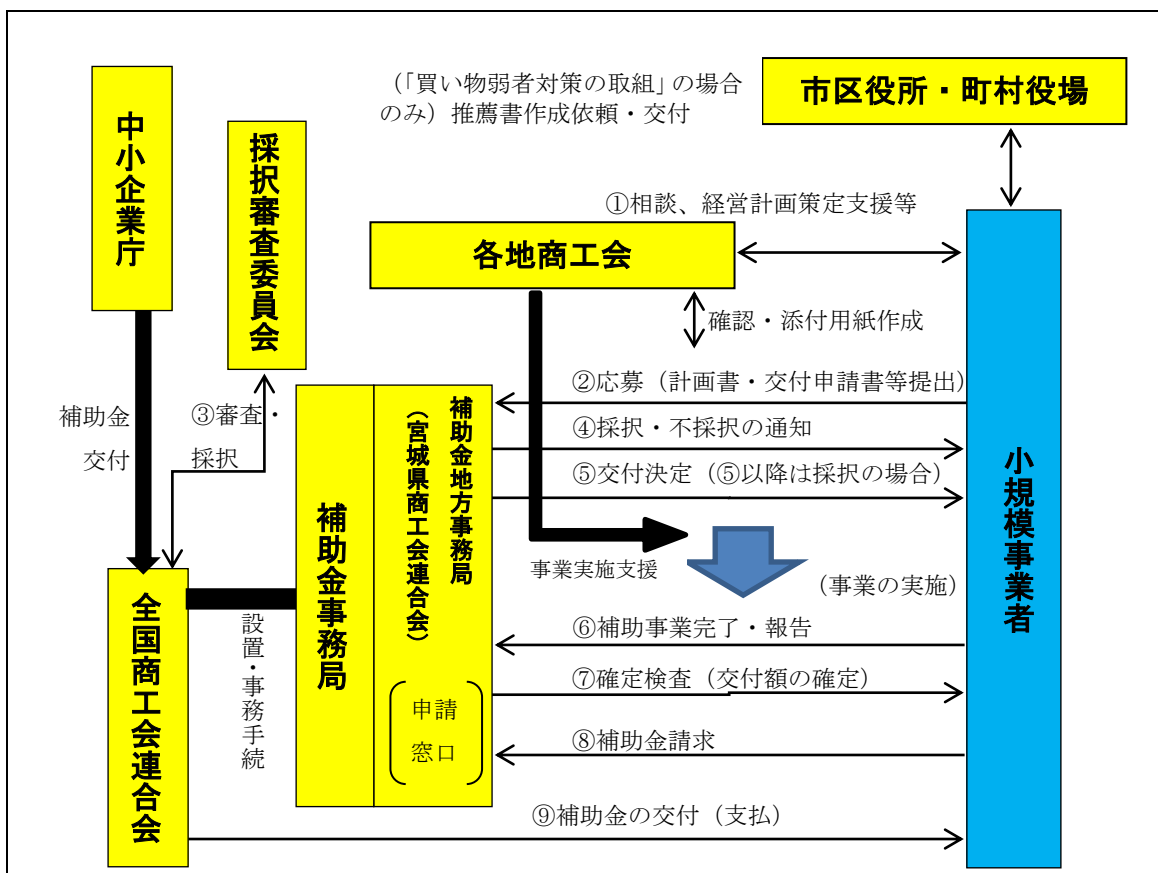 (「買い物弱者対策の取組」の場合
のみ）推薦書作成依頼・交付
市区役所・町村役場
中小企業庁
採択審査委員会
①相談、経営計画策定支援等
各地商工会
確認・添付用紙作成
補助金
交付
③審査・
採択
②応募（計画書・交付申請書等提出）
④採択・不採択の通知
⑤交付決定（⑤以降は採択の場合）
事業実施支援
（事業の実施）
小規模事業者
補助金事務局
補助金地方事務局
（宮城県商工会連合会）
申請
窓口
全国商工会連合会
設置・事務手続
⑥補助事業完了・報告
⑦確定検査（交付額の確定）
⑧補助金請求
⑨補助金の交付（支払）